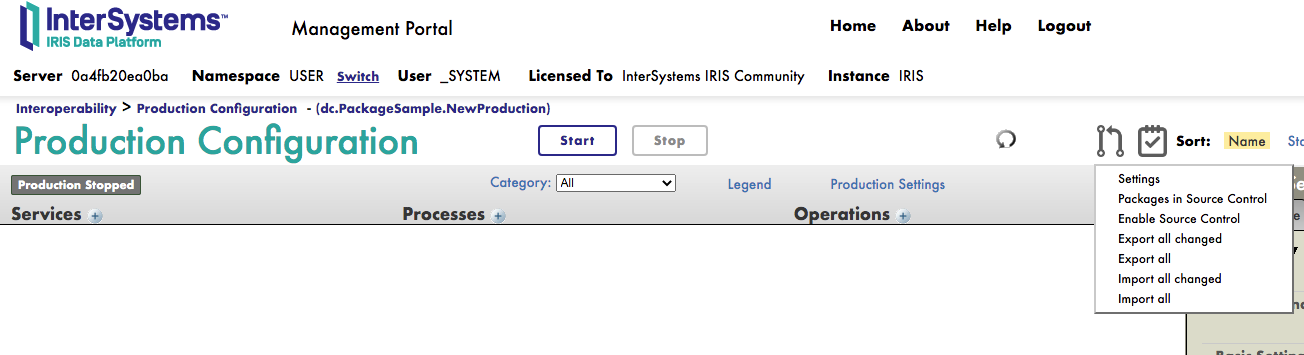 InterSystems™
IRIS Data Platform
Management Portal
Home About Help Logout
Server 0a4fb20ea0ba Namespace USER Switch User _SYSTEM Licensed To InterSystems IRIS Community Instance IRIS
Interoperability > Production Configuration - (dc.PackageSample.NewProduction)
Production Configuration
Start Stop
Sort: Name
Production Stopped
Category: All Legend Production Settings
Services Processes Operations
Settings
Packages in Source Control
Enable Source Control
Export all changed
Export all
Import all changed
Import all